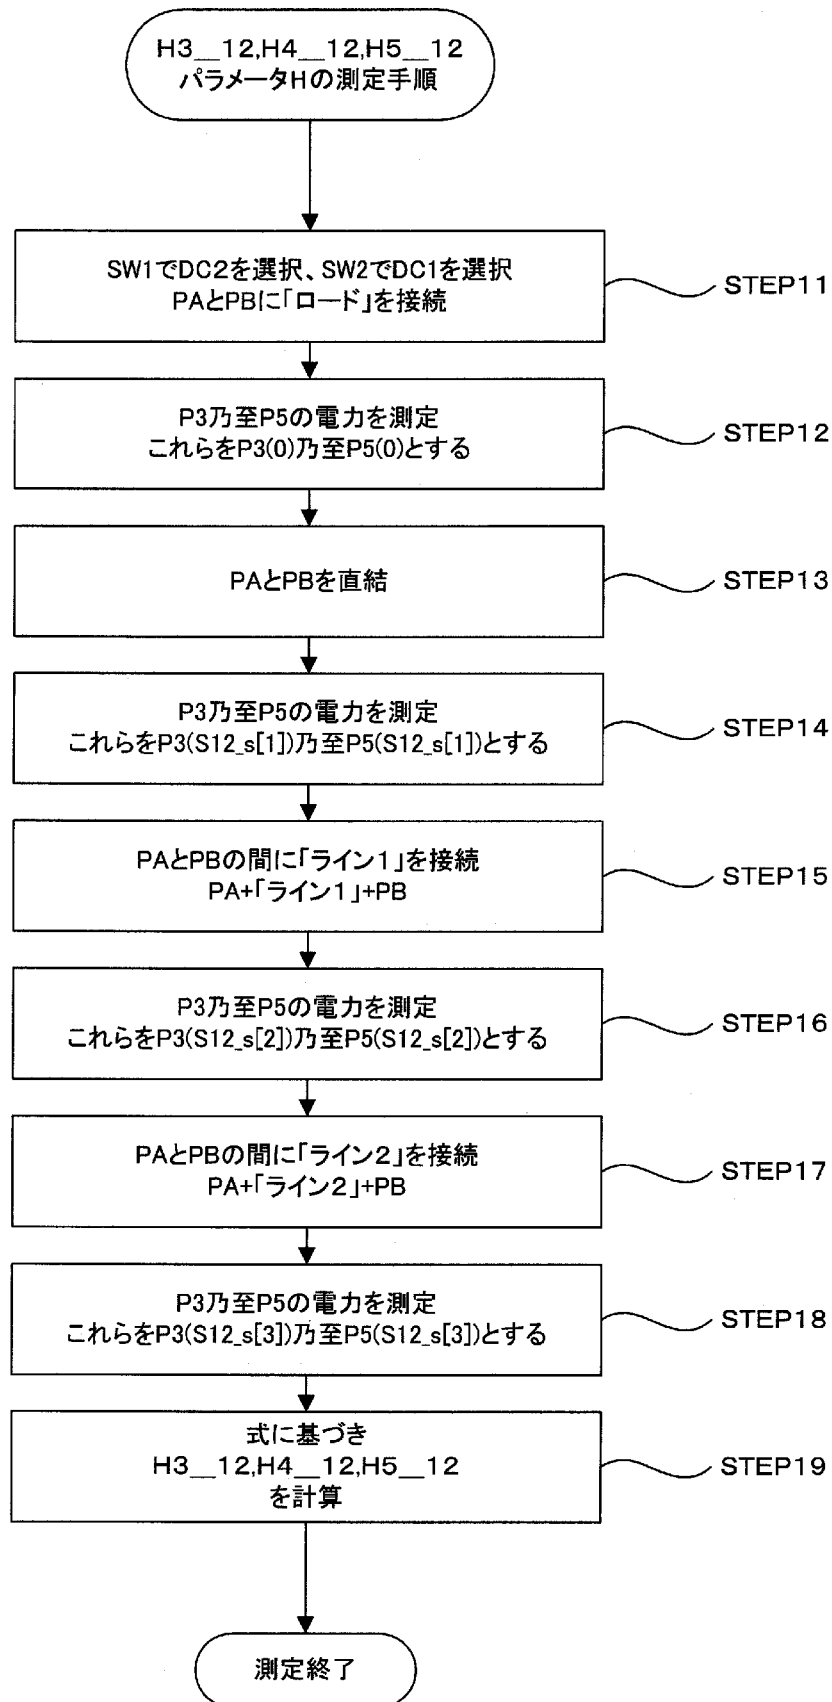 H3__12,H4__12,H5__12
パラメータHの測定手順
SW1でDC2を選択、SW2でDC1を選択
PAとPBに「ロード」を接続
STEP11
P3乃至P5の電力を測定
これらをP3(0)乃至P5(0)とする
STEP12
PAとPBを直結
STEP13
P3乃至P5の電力を測定
これらをP3(S12_s[1])乃至P5(S12_s[1])とする
STEP14
PAとPBの間に「ライン1」を接続
PA+「ライン1」+PB
STEP15
P3乃至P5の電力を測定
これらをP3(S12_s[2])乃至P5(S12_s[2])とする
STEP16
PAとPBの間に「ライン2」を接続
PA+「ライン2」+PB
STEP17
P3乃至P5の電力を測定
これらをP3(S12_s[3])乃至P5(S12_s[3])とする
STEP18
式に基づき
H3__12,H4__12,H5__12
を計算
STEP19
測定終了